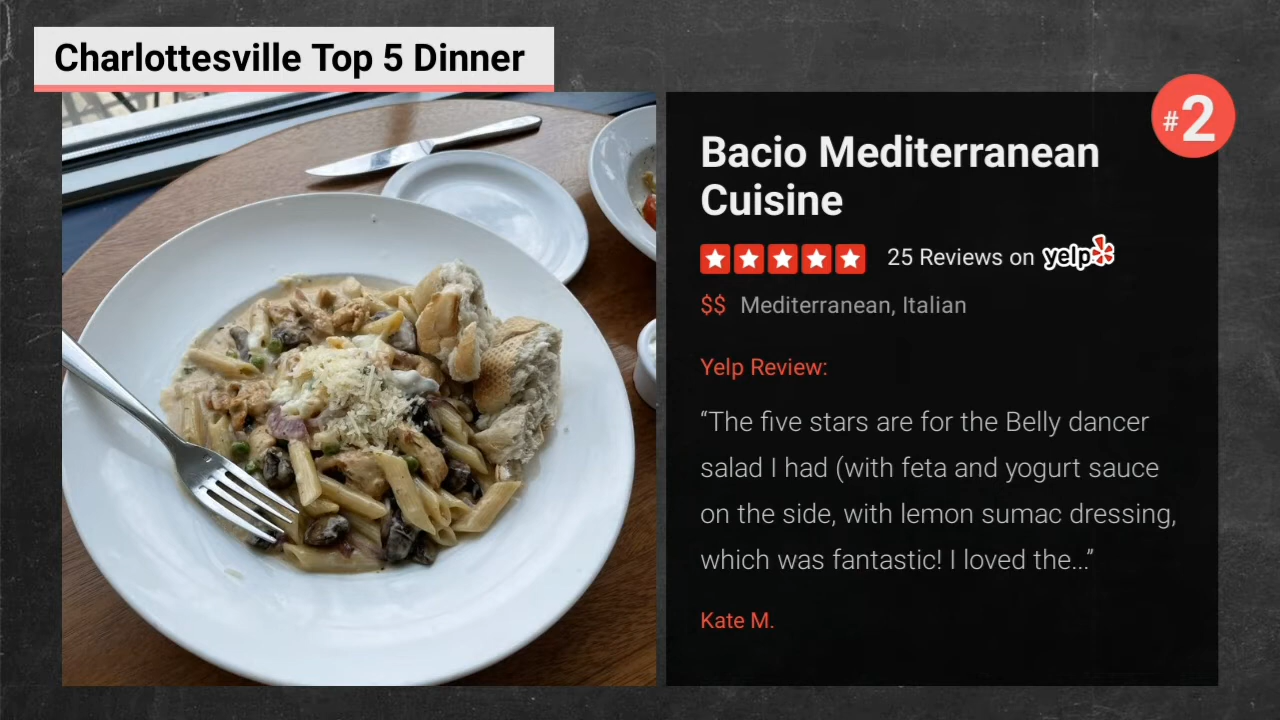 Charlottesville Top 5 Dinner
#2
Bacio Mediterranean
Cuisine
25 Reviews on yelp
$$ Mediterranean, Italian
Yelp Review:
“The five stars are for the Belly dancer
salad I had (with feta and yogurt sauce
on the side, with lemon sumac dressing,
which was fantastic! I loved the...”
Kate M.